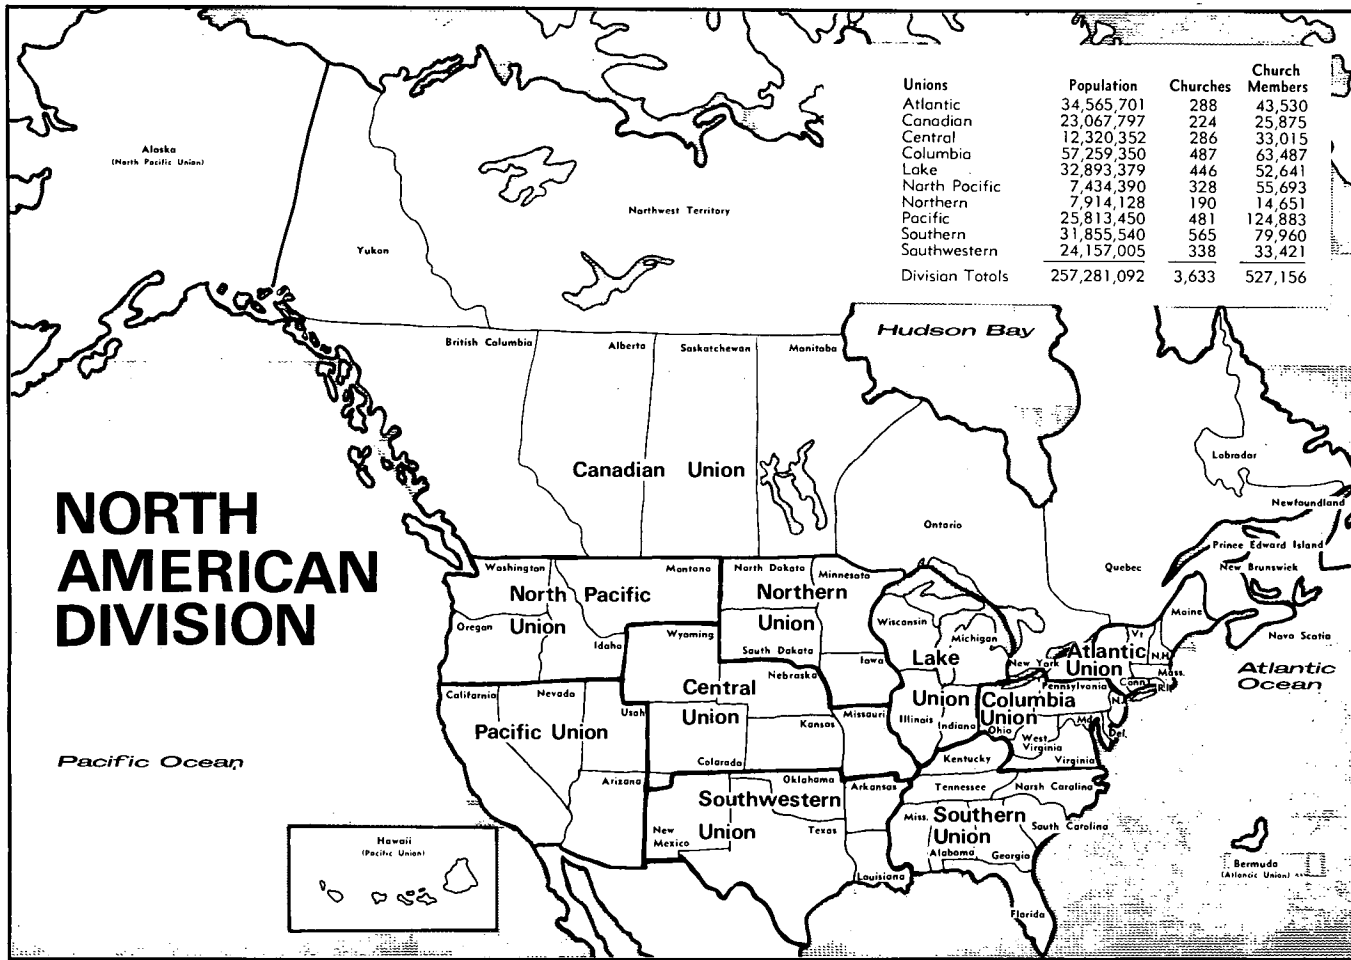 Unions Population Churches Church Members
Atlantic 34,565,701 288 43,530
Canadian 23,067,797 224 25,875
Central 12,320,352 286 33,015
Columbia 57,259,350 487 63,487
Lake 32,893,379 446 52,641
North Pocific 7,434,390 328 55,693
Northern 7,914,128 190 14,651
Pacific 25,813,450 481 124,883
Southern 31,855,540 565 79,960
Sauthwestern 24,157,005 338 33,421
Division Totols 257,281,092 3,633 527,156
Alaska
(North Pacific Union)
Northwest Territory
Yukan
Hudson Bay
British Columbia
Alberta
Saskatchewan
Manitoba
Canadian Union
Labradar
Newfoundland
Ontario
Prince Edward Island
New Brunswick
Quebec
Nava Scotia
NORTH
AMERICAN
DIVISION
Washington
Montana
North Pacific
Union
Oregan
Idaho
North Dakota
Minnesota
Northern
Union
South Dakota
Iowa
Wyoming
Nebraska
Central
Union
Kansas
Missauri
Colorado
Wisconsin
Michigan
Lake
Union
Illinois
Indiana
Maine
Vt
N.H.
Mass.
Conn.
R.I.
New York
Atlantic
Union
Pennsylvania
N.J.
Columbia
Union
Ohio
Md.
Del.
West
Virginia
Virginia
Atlantic
Ocean
California
Nevada
Utah
Pacific Union
Arizona
Pacific Ocean
Oklahoma
Arkansas
Southwestern
Union
Texas
New
Mexico
Louisiana
Kentucky
Tennessee
Narth Caralina
Miss.
Southern
Union
South Carolina
Alabama
Georgia
Florida
Hawaii
(Pacific Union)
Bermuda
(Atlantic Union)